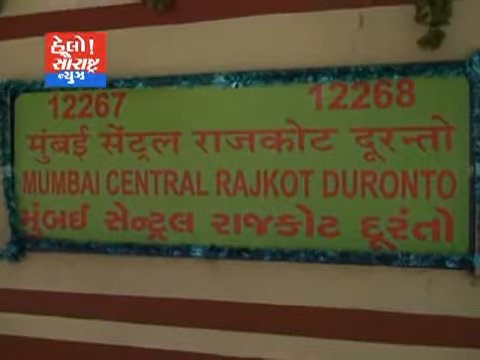 હેલો!
સૌરાષ્ટ્ર
ન્યુઝ
12267 12268
मुंबई सेंट्रल राजकोट दूरन्तो
MUMBAI CENTRAL RAJKOT DURONTO
મુંબઈ સેન્ટ્રલ રાજકોટ દૂરંતો